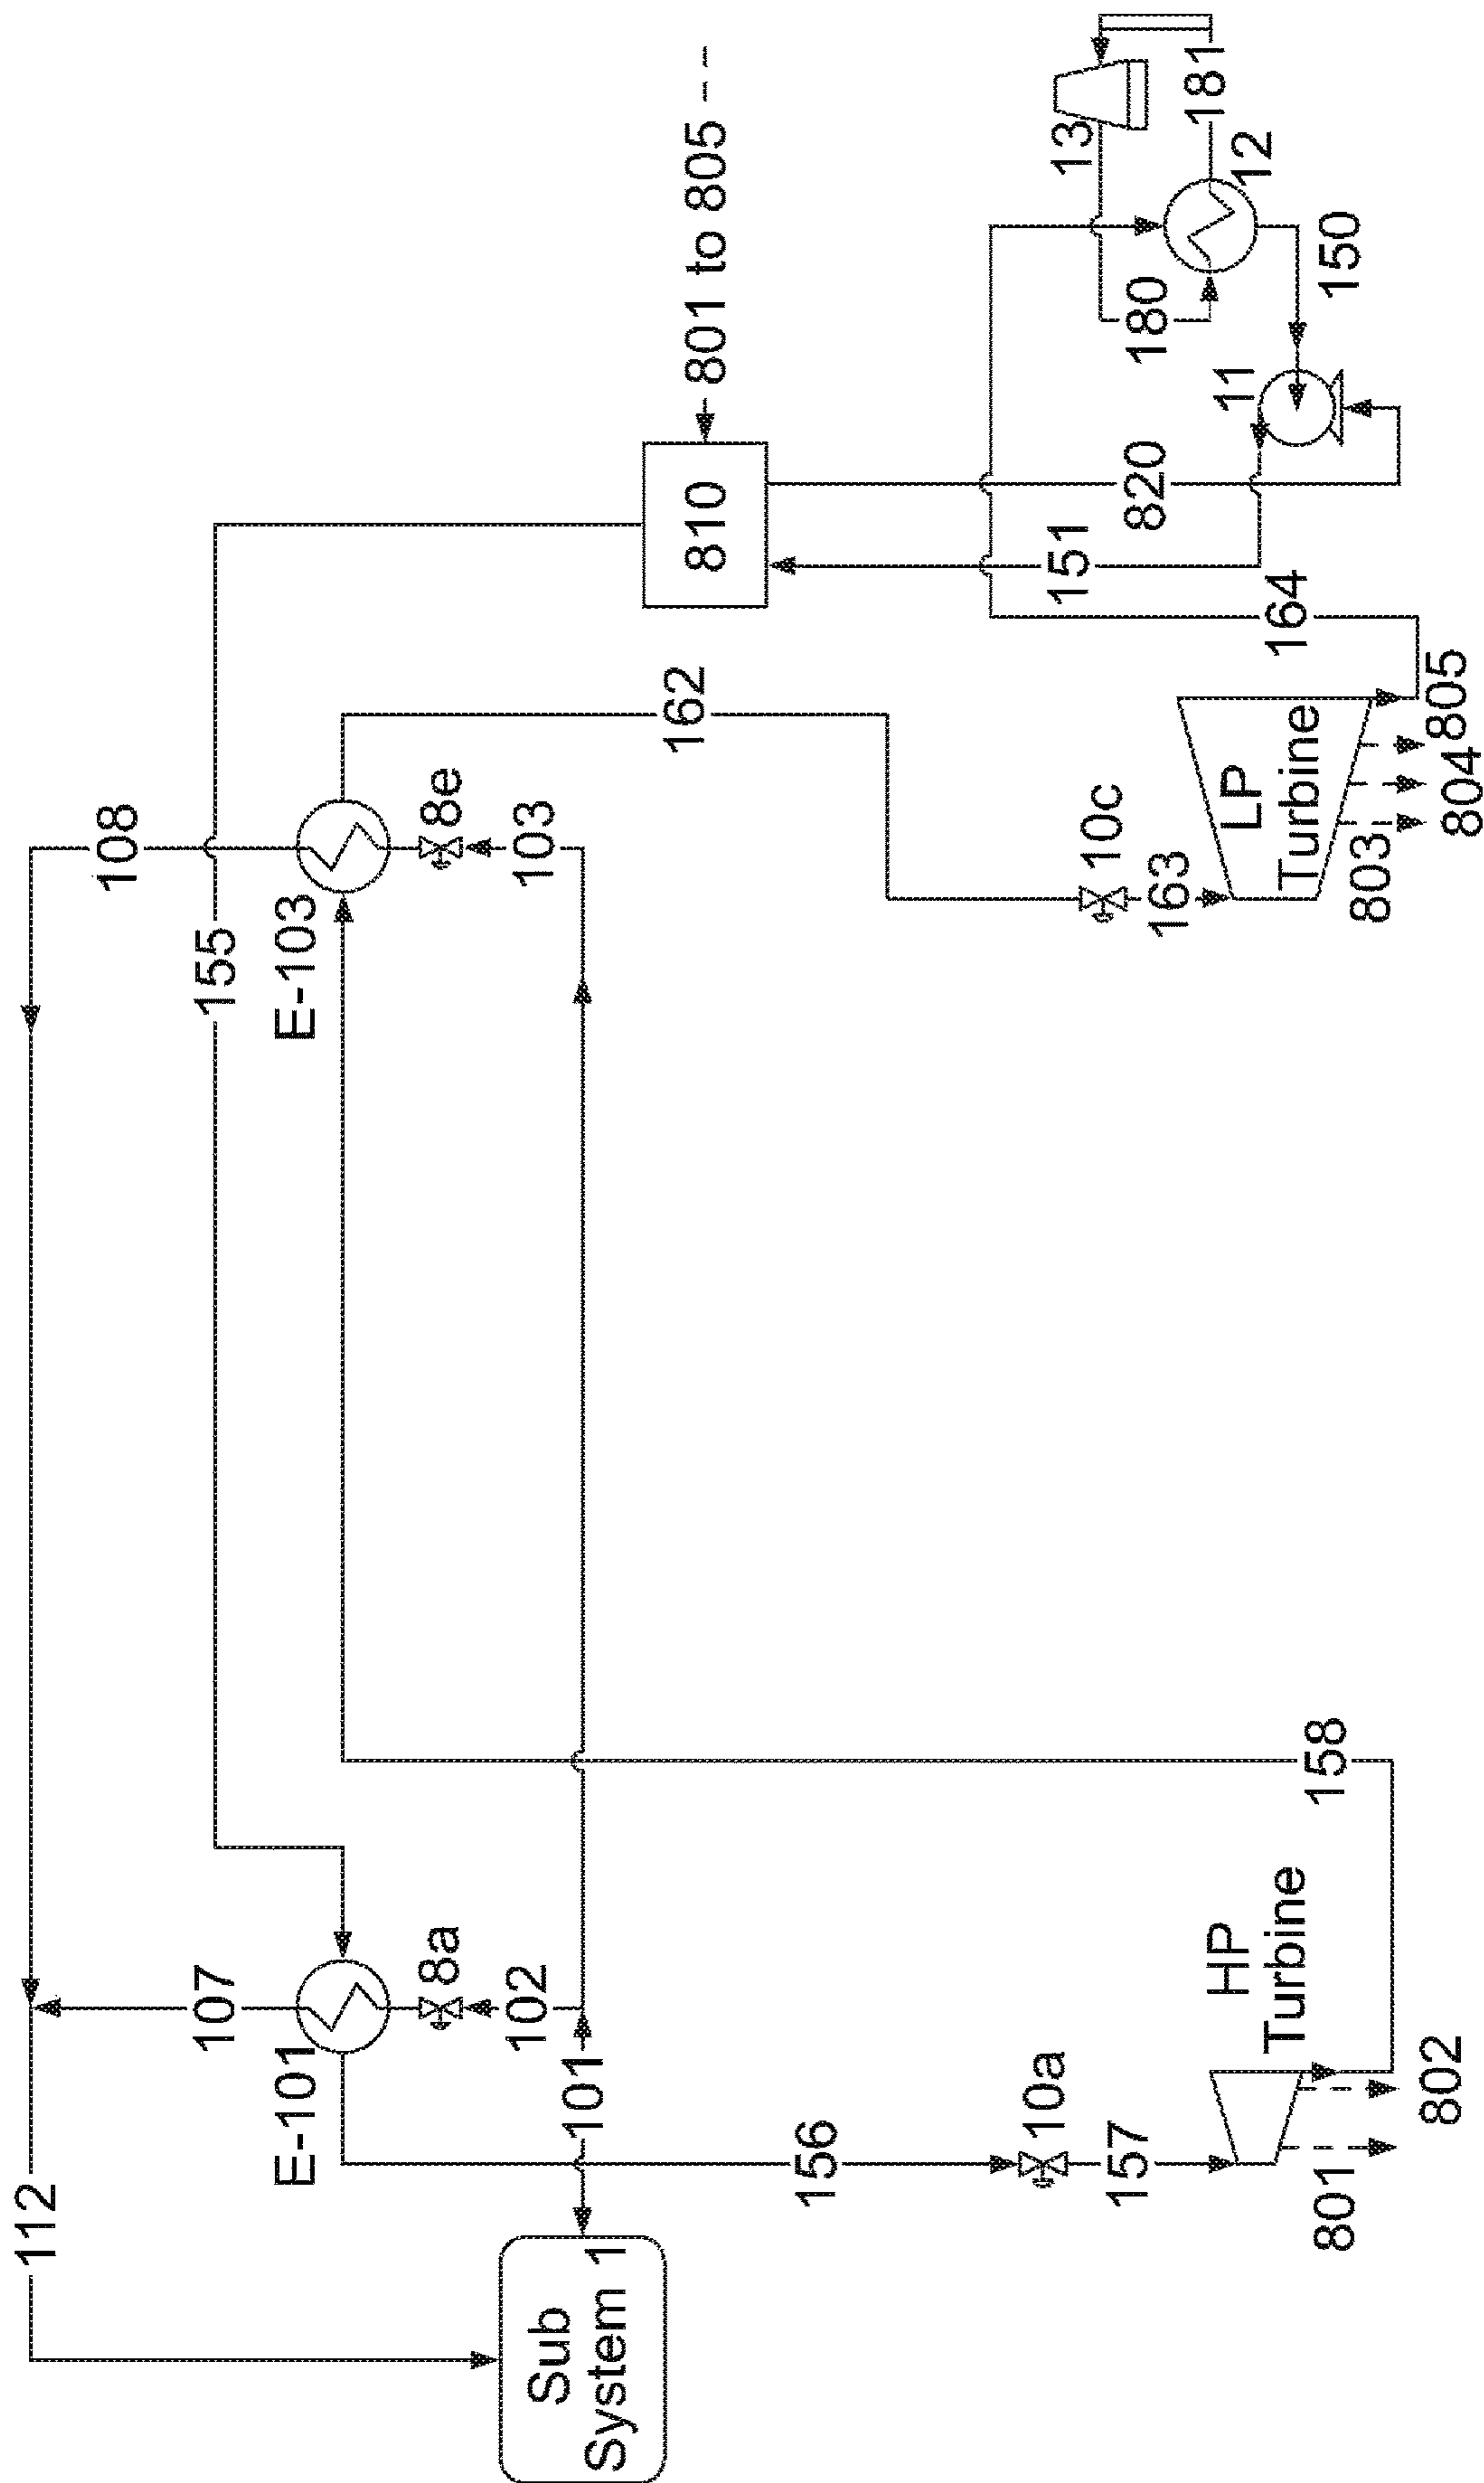 112
107
108
155
E-101
E-103
8a
8e
102
103
101
Sub
System 1
162
801 to 805
810
156
10a
157
HP
Turbine
801
802
158
10c
163
LP
Turbine
803
804
805
164
151
820
11
180
13
181
12
150